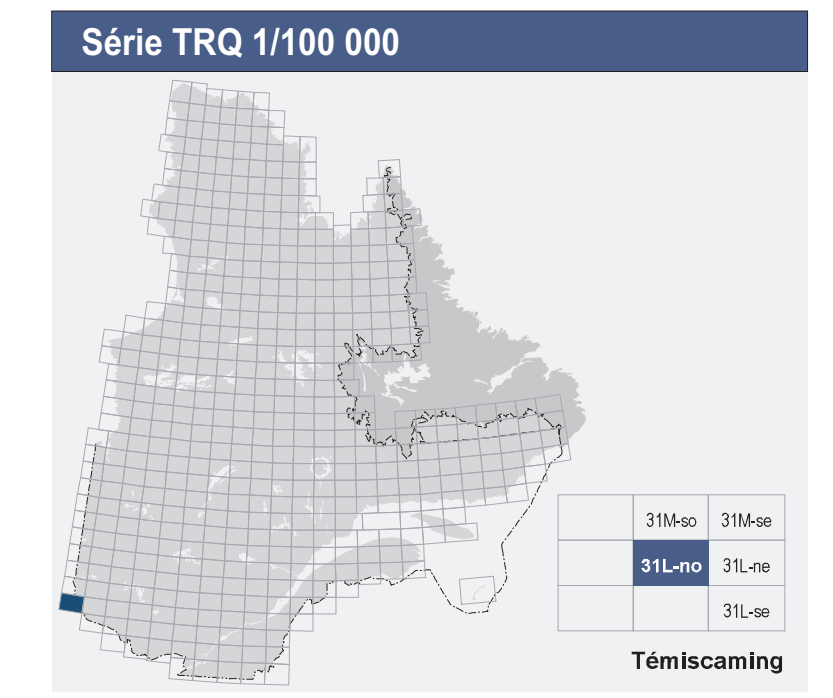 Série TRQ 1/100 000
31M-so 31M-se
31L-no 31L-ne
31L-se
Témiscaming